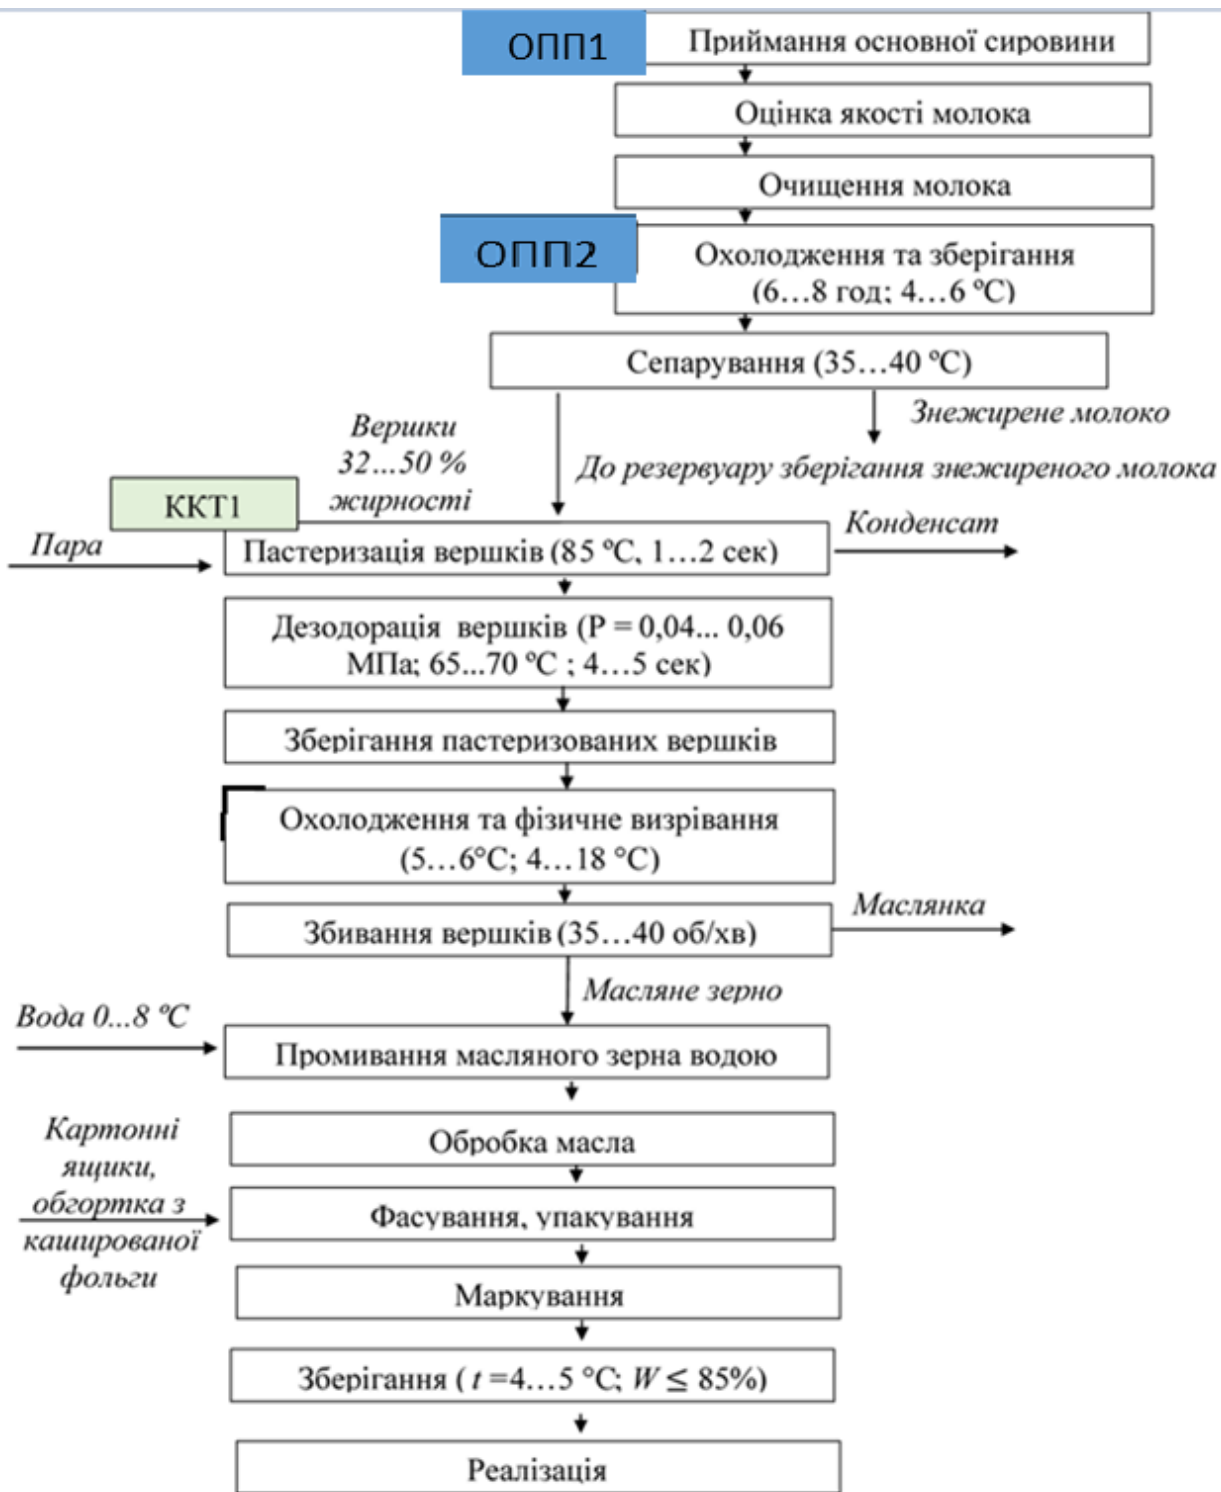 ОПП1
Приймання основної сировини
Оцінка якості молока
Очищення молока
ОПП2
Охолодження та зберігання
(6…8 год; 4…6 ºС)
Сепарування (35…40 ºС)
Знежирене молоко
До резервуару зберігання знежиреного молока
Вершки
32...50 %
жирності
ККТ1
Пара
Пастеризація вершків (85 ºС, 1…2 сек)
Конденсат
Дезодорація вершків (Р = 0,04... 0,06
МПа; 65...70 ºС ; 4…5 сек)
Зберігання пастеризованих вершків
Охолодження та фізичне визрівання
(5…6°С; 4…18 °С)
Збивання вершків (35…40 об/хв)
Маслянка
Масляне зерно
Вода 0...8 ºС
Промивання масляного зерна водою
Обробка масла
Картонні
ящики,
обгортка з
кашированої
фольги
Фасування, упакування
Маркування
Зберігання ( t =4…5 °С; W ≤ 85%)
Реалізація